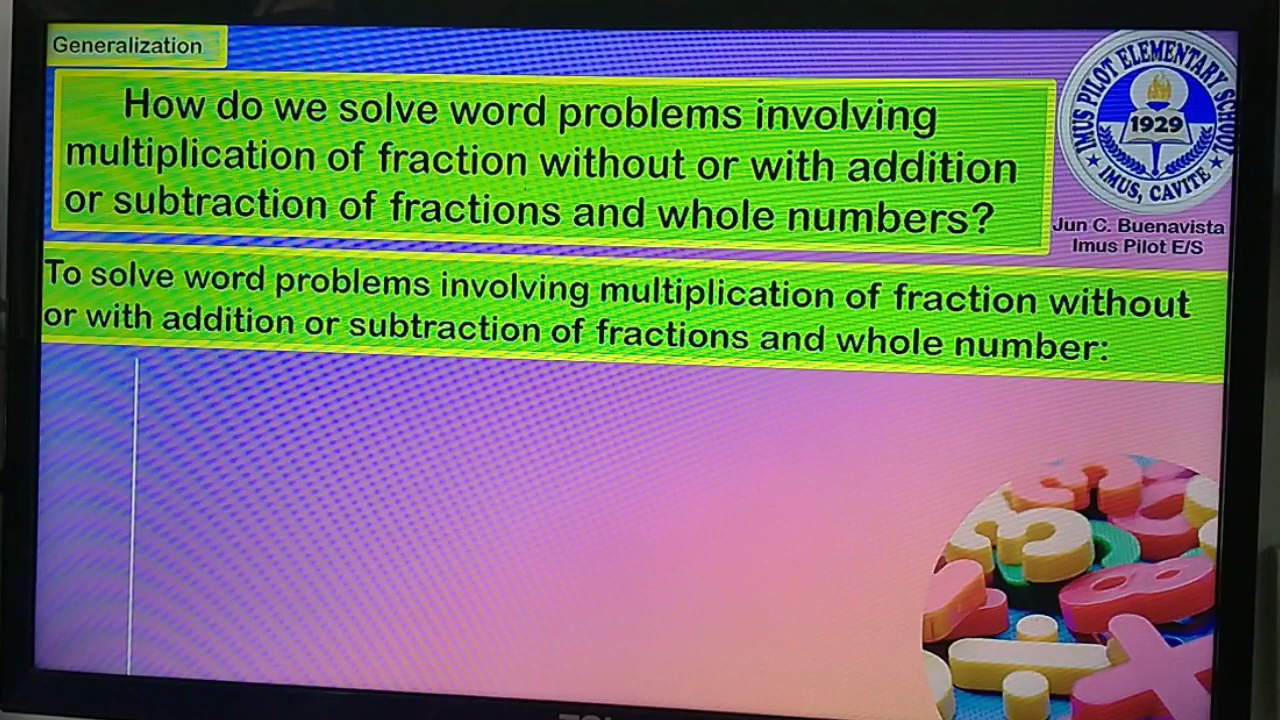 Generalization
How do we solve word problems involving
multiplication of fraction without or with addition
or subtraction of fractions and whole numbers?
IMUS PILOT ELEMENTARY SCHOOL
1929
★ IMUS, CAVITE ★
Jun C. Buenavista
Imus Pilot E/S
To solve word problems involving multiplication of fraction without
or with addition or subtraction of fractions and whole number: